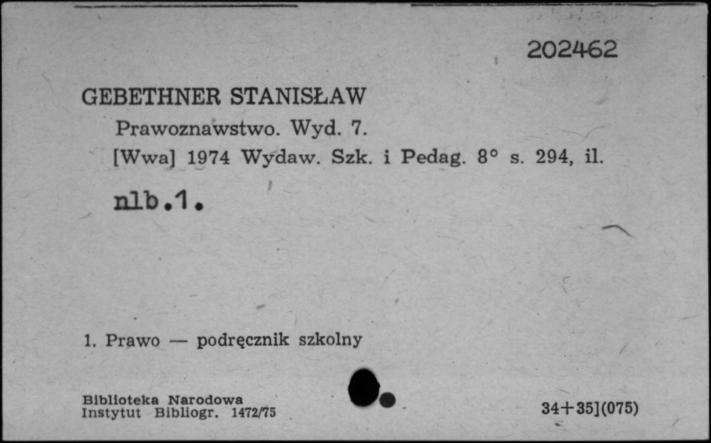 202462
GEBETHNER STANISŁAW
Prawoznawstwo. Wyd. 7.
[Wwa] 1974 Wydaw. Szk. i Pedag. 8° s. 294, il.
nlb.1.
1. Prawo — podręcznik szkolny
Biblioteka Narodowa
Instytut Bibliogr. 1472/75
34+35](075)